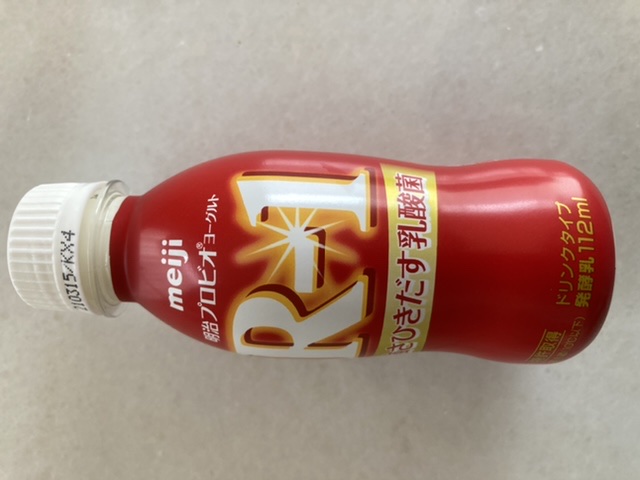 210315/KX4
meiji
明治プロビオ®ヨーグルト
R-1
ひきだす乳酸菌
ドリンクタイプ
発酵乳 112ml